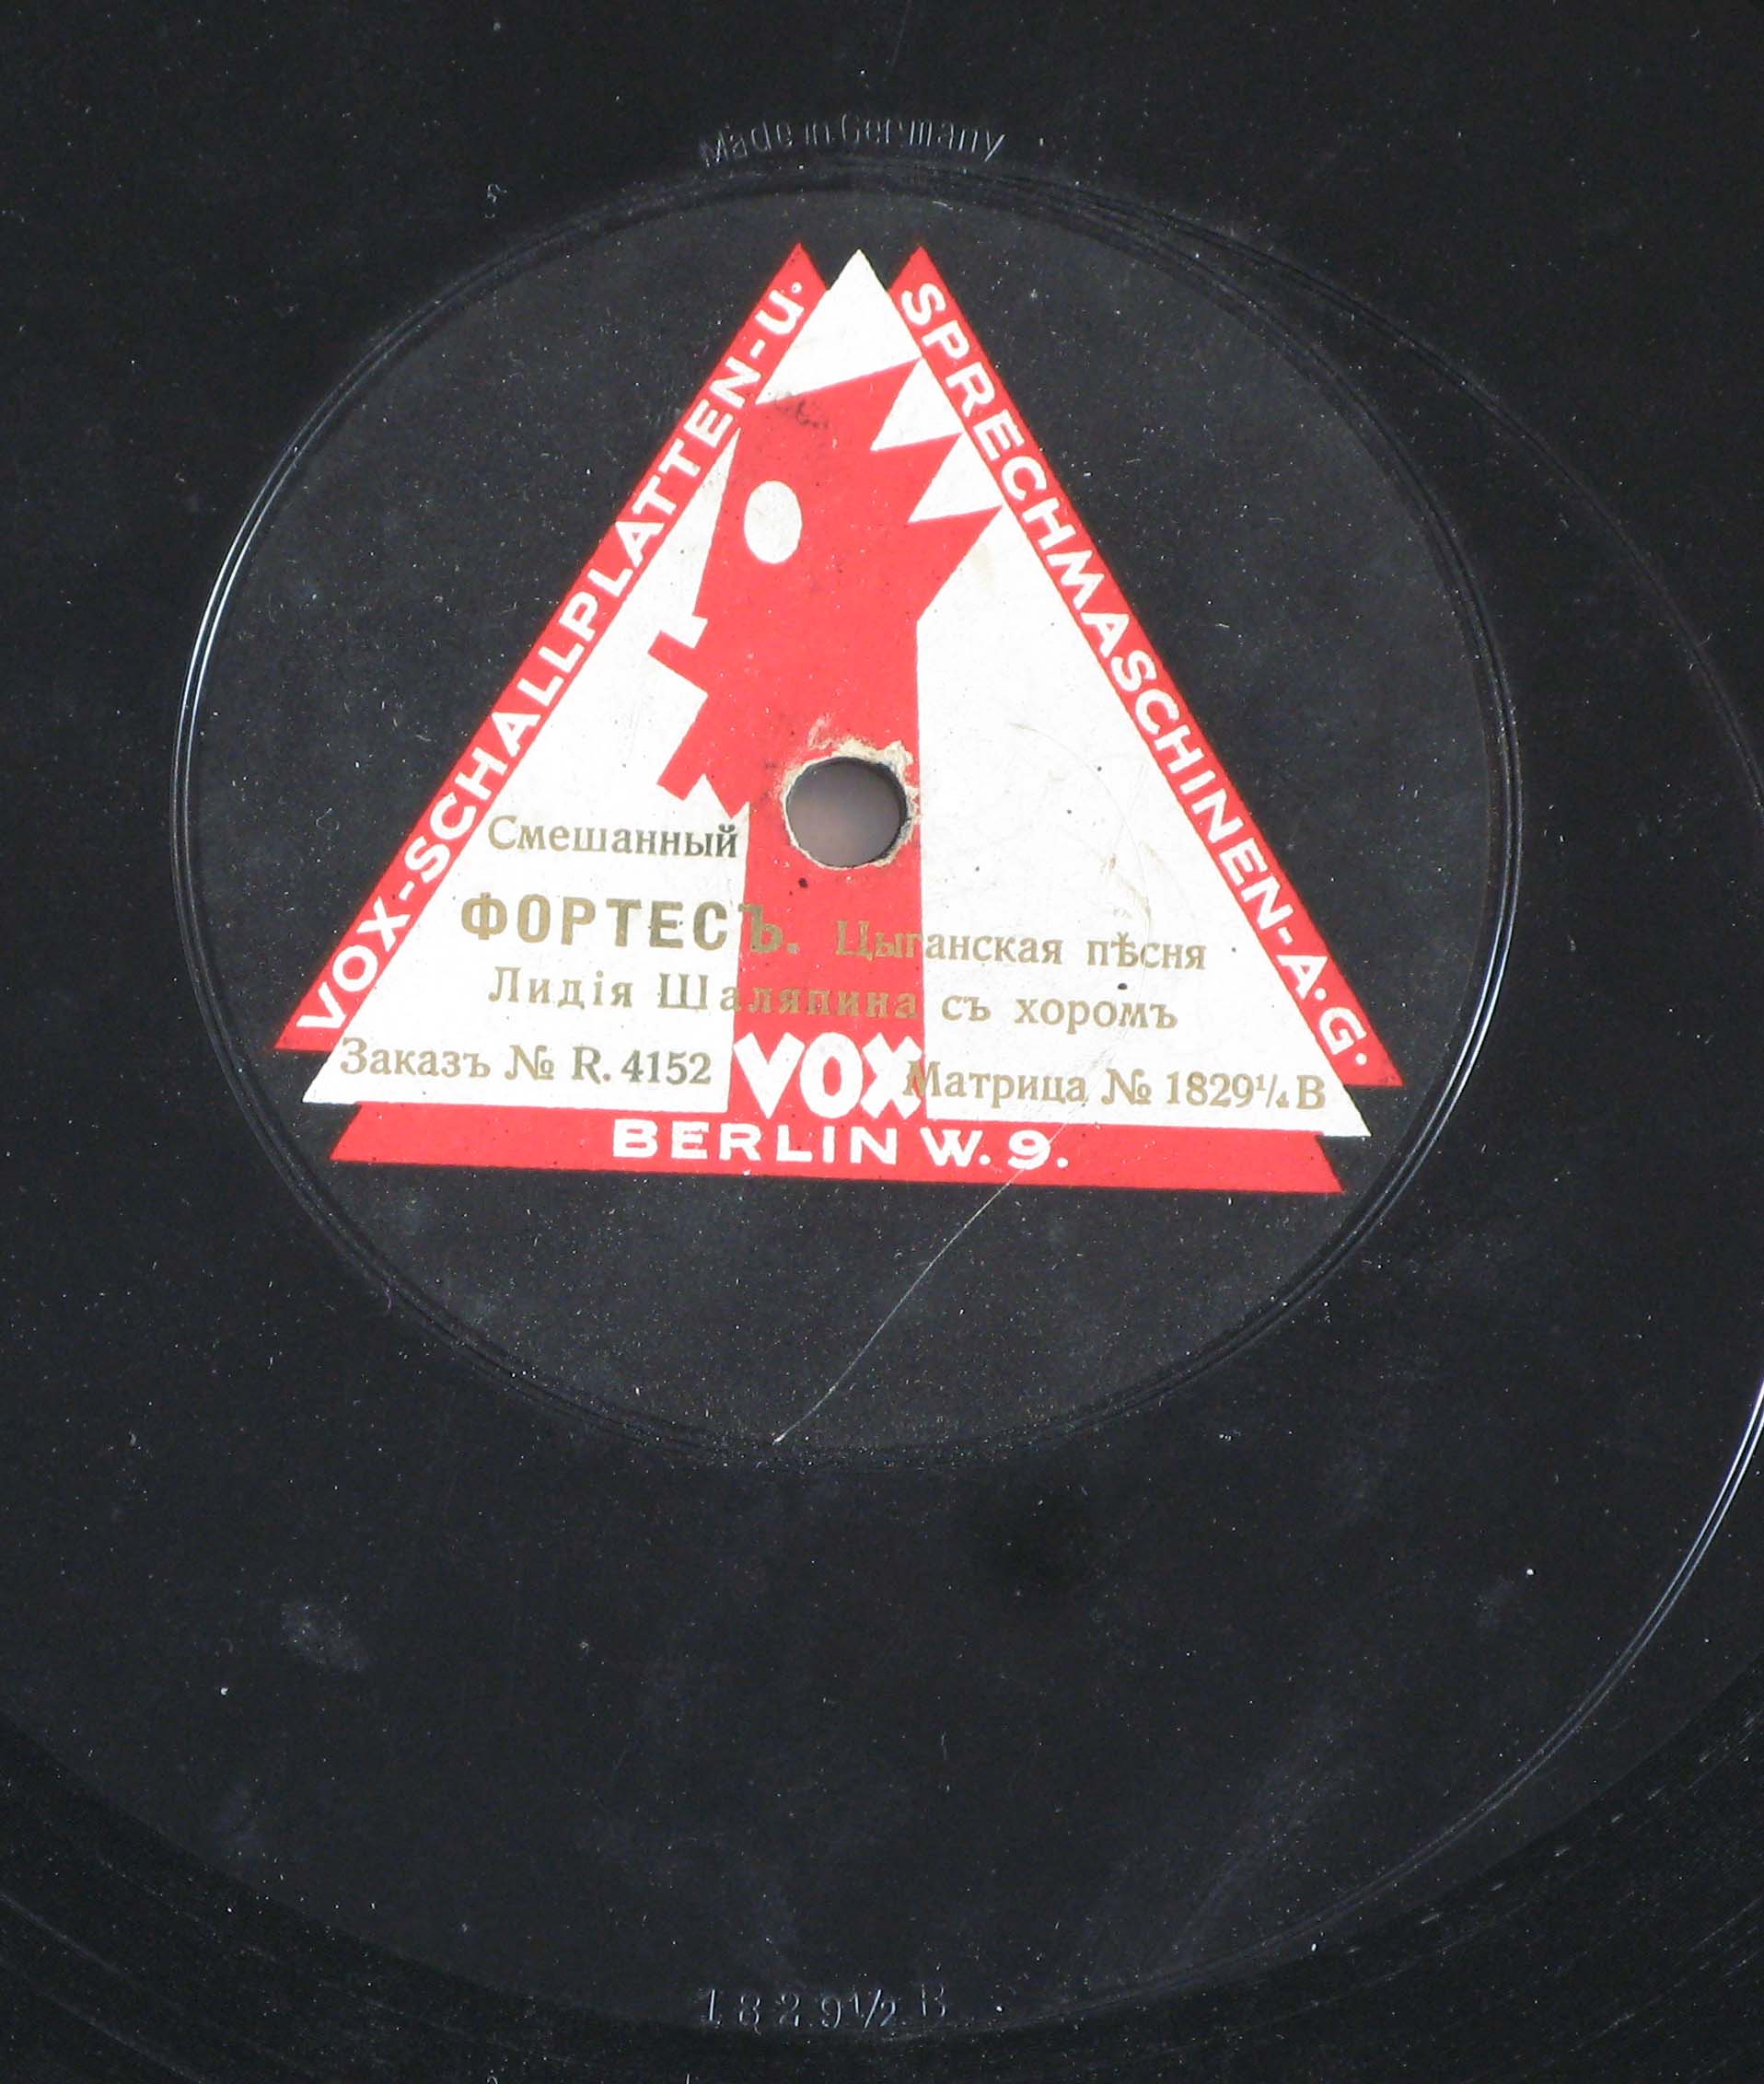 Made in Germany
VOX-SCHALLPLATTEN-U.
SPRECHMASCHINEN-A.G.
Смешанный
ФОРТЕСЪ. Цыганская пѣсня
Лидія Шаляпина съ хоромъ
Заказъ № R. 4152
VOX
Матрица № 1829¹/₄ B
BERLIN W. 9.
1829½ B